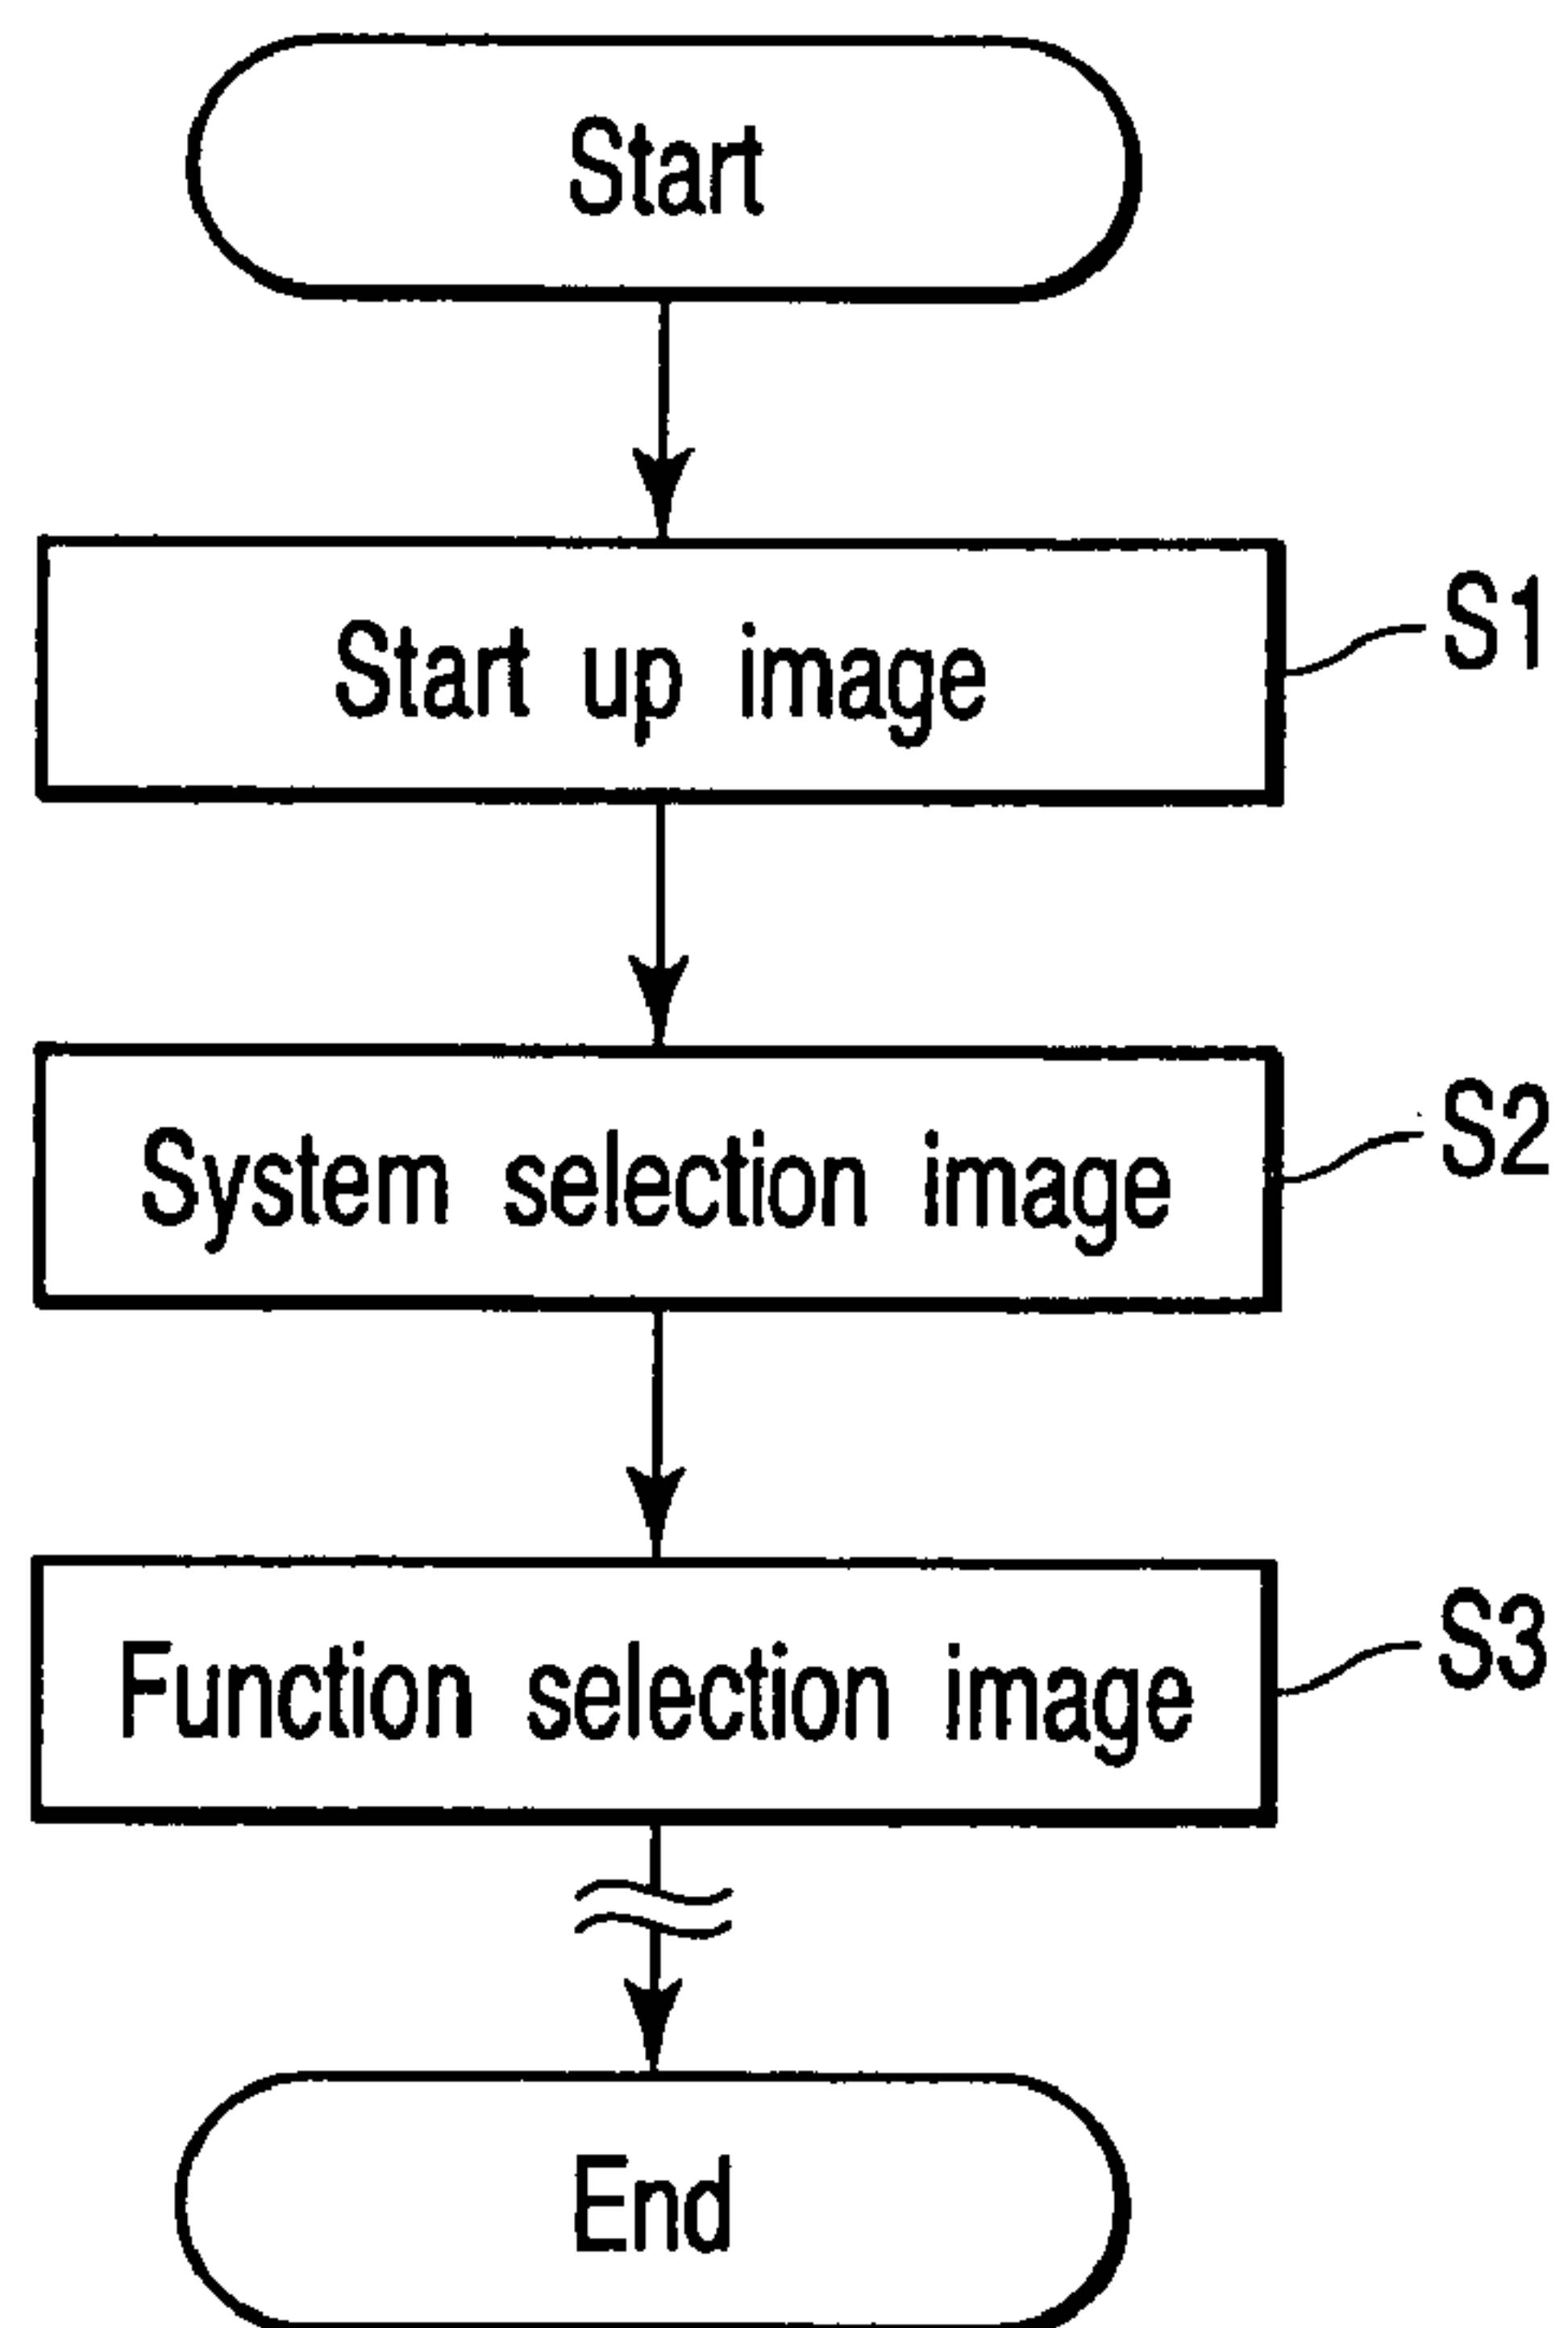 Start
Start up image
S1
System selection image
S2
Function selection image
S3
End